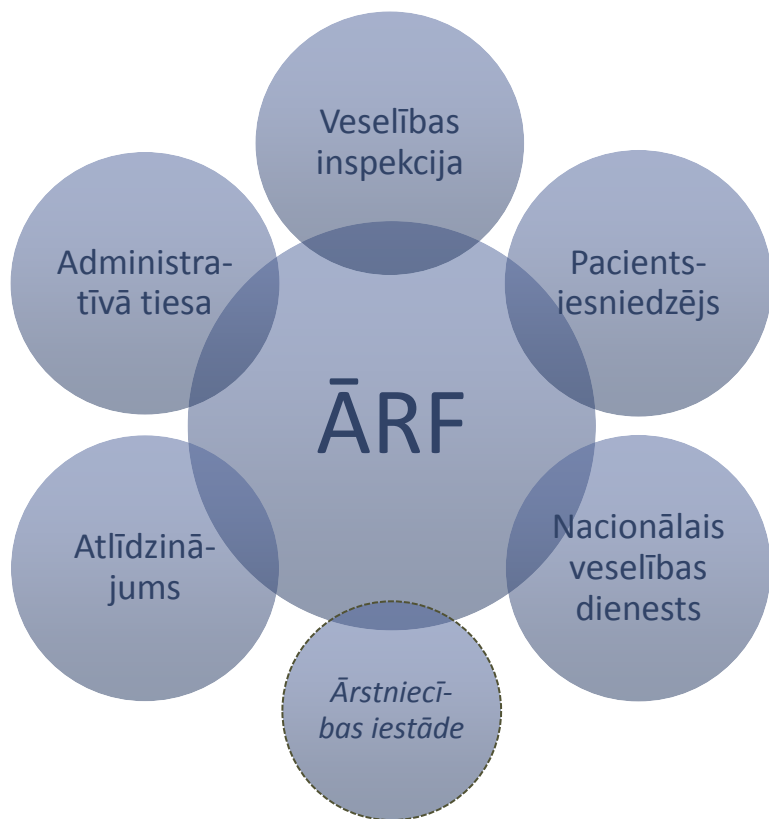 Veselības
inspekcija
Administra-
tīvā tiesa
Pacients-
iesniedzējs
ĀRF
Atlīdzinā-
jums
Nacionālais
veselības
dienests
Ārstniecī-
bas iestāde